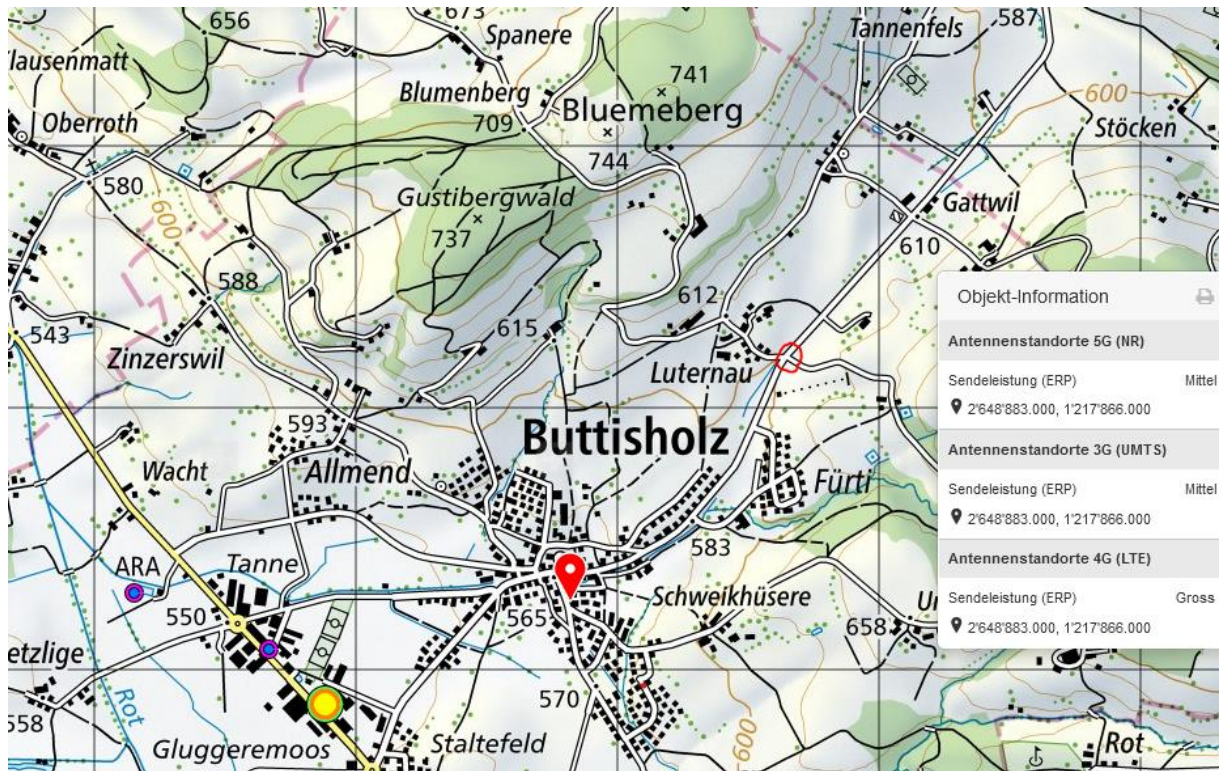 656
673
Spanere
Tannenfels
587
lausenmatt
Blumenberg
741
600
Oberroth
709
Bluemeberg
Stöcken
744
580
Gustibergwald
Gattwil
600
737
610
588
612
Objekt-Information
543
615
Antennenstandorte 5G (NR)
Zinzerswil
Luternau
Sendeleistung (ERP) Mittel
2'648'883.000, 1'217'866.000
593
Buttisholz
Antennenstandorte 3G (UMTS)
Wacht
Allmend
Fürti
Sendeleistung (ERP) Mittel
2'648'883.000, 1'217'866.000
583
ARA
Tanne
Antennenstandorte 4G (LTE)
550
565
Schweikhüsere
Sendeleistung (ERP) Gross
658
2'648'883.000, 1'217'866.000
etzlige
Rot
570
558
600
Gluggeremoos
Staltefeld
Rot